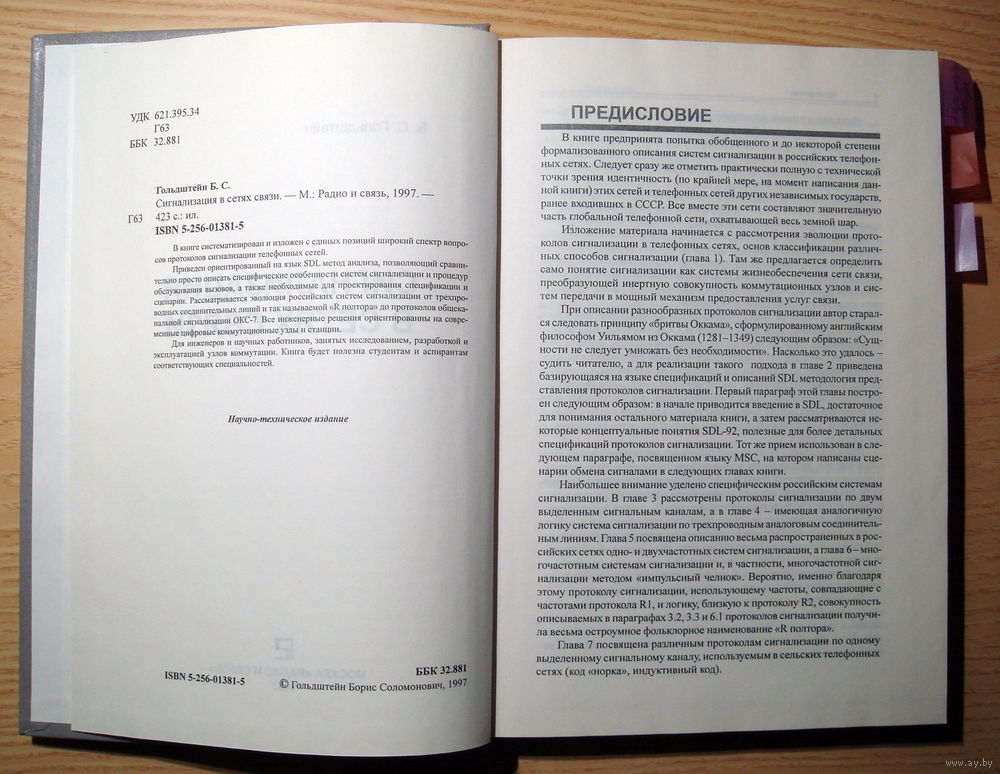 УДК 621.395.34
Г63
ББК 32.881
Гольдштейн Б. С.
Сигнализация в сетях связи. — М.: Радио и связь, 1997. —
Г63 423 с.: ил.
ISBN 5-256-01381-5
В книге систематизирован и изложен с единых позиций широкий спектр вопро-
сов протоколов сигнализации телефонных сетей.
Приведен ориентированный на язык SDL метод анализа, позволяющий сравни-
тельно просто описать специфические особенности систем сигнализации и процедур
обслуживания вызовов, а также необходимые для проектирования спецификации и
сценарии. Рассматривается эволюция российских систем сигнализации от трехпро-
водных соединительных линий и так называемой «R полтора» до протоколов общека-
нальной сигнализации ОКС-7. Все инженерные решения ориентированны на совре-
менные цифровые коммутационные узлы и станции.
Для инженеров и научных работников, занятых исследованием, разработкой и
эксплуатацией узлов коммутации. Книга будет полезна студентам и аспирантам
соответствующих специальностей.
Научно-техническое издание
ББК 32.881
ISBN 5-256-01381-5
© Гольдштейн Борис Соломонович, 1997
ПРЕДИСЛОВИЕ
В книге предпринята попытка обобщенного и до некоторой степени
формализованного описания систем сигнализации в российских телефон-
ных сетях. Следует сразу же отметить практически полную с технической
точки зрения идентичность (по крайней мере, на момент написания дан-
ной книги) этих сетей и телефонных сетей других независимых государств,
ранее входивших в СССР. Все вместе эти сети составляют значительную
часть глобальной телефонной сети, охватывающей весь земной шар.
Изложение материала начинается с рассмотрения эволюции прото-
колов сигнализации в телефонных сетях, основ классификации различ-
ных способов сигнализации (глава 1). Там же предлагается определить
само понятие сигнализации как системы жизнеобеспечения сети связи,
преобразующей инертную совокупность коммутационных узлов и сис-
тем передачи в мощный механизм предоставления услуг связи.
При описании разнообразных протоколов сигнализации автор старал-
ся следовать принципу «бритвы Оккама», сформулированному английским
философом Уильямом из Оккама (1281–1349) следующим образом: «Сущ-
ности не следует умножать без необходимости». Насколько это удалось –
судить читателю, а для реализации такого подхода в главе 2 приведена
базирующаяся на языке спецификаций и описаний SDL методология пред-
ставления протоколов сигнализации. Первый параграф этой главы постро-
ен следующим образом: в начале приводится введение в SDL, достаточное
для понимания остального материала книги, а затем рассматриваются не-
которые концептуальные понятия SDL-92, полезные для более детальных
спецификаций протоколов сигнализации. Тот же прием использован в сле-
дующем параграфе, посвященном языку MSC, на котором написаны сце-
нарии обмена сигналами в следующих главах книги.
Наибольшее внимание уделено специфическим российским системам
сигнализации. В главе 3 рассмотрены протоколы сигнализации по двум
выделенным сигнальным каналам, а в главе 4 – имеющая аналогичную
логику система сигнализации по трехпроводным аналоговым соединитель-
ным линиям. Глава 5 посвящена описанию весьма распространенных в рос-
сийских сетях одно- и двухчастотных систем сигнализации, а глава 6 – мно-
гочастотным системам сигнализации и, в частности, многочастотной сиг-
нализации методом «импульсный челнок». Вероятно, именно благодаря
этому протоколу сигнализации, использующему частоты, совпадающие с
частотами протокола R1, и логику, близкую к протоколу R2, совокупность
описываемых в параграфах 3.2, 3.3 и 6.1 протоколов сигнализации получи-
ла весьма остроумное фольклорное наименование «R полтора».
Глава 7 посвящена различным протоколам сигнализации по одному
выделенному сигнальному каналу, используемым в сельских телефонных
сетях (код «норка», индуктивный код).
www.ay.by